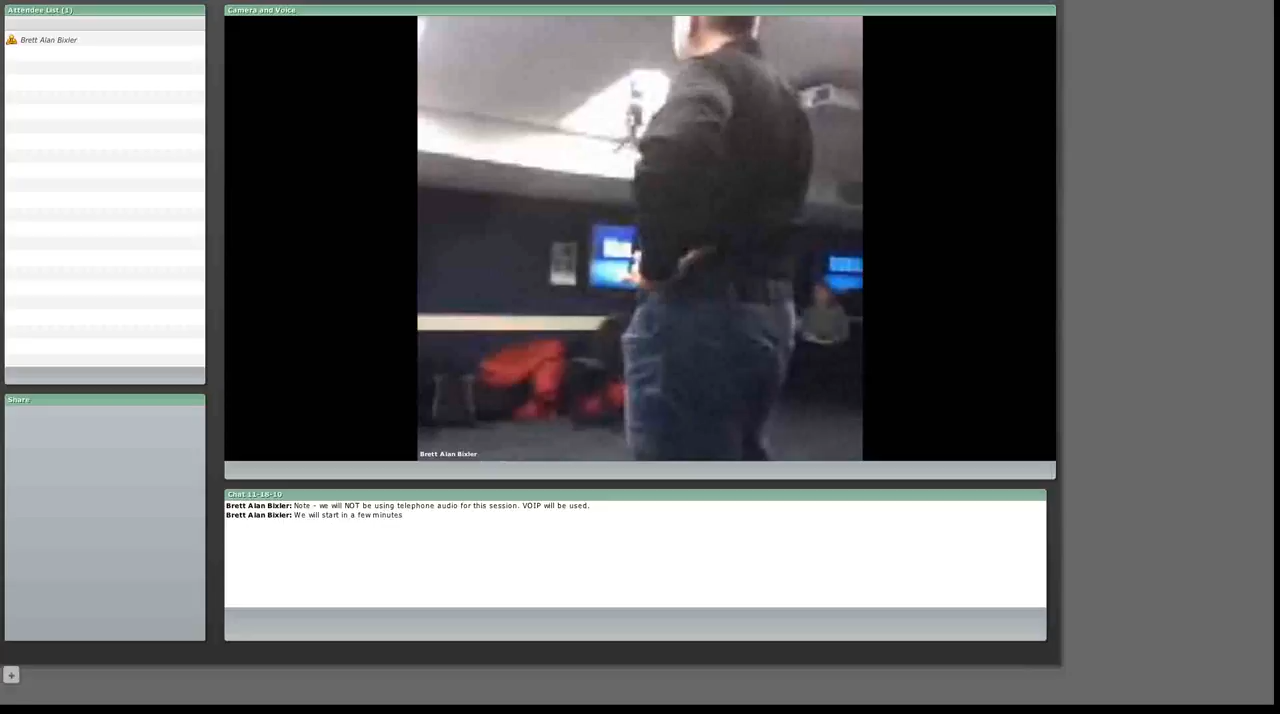 Attendee List (1)
Brett Alan Bixler
Camera and Voice
Brett Alan Bixler
Share
Chat 11-18-10
Brett Alan Bixler: Note - we will NOT be using telephone audio for this session. VOIP will be used.
Brett Alan Bixler: We will start in a few minutes